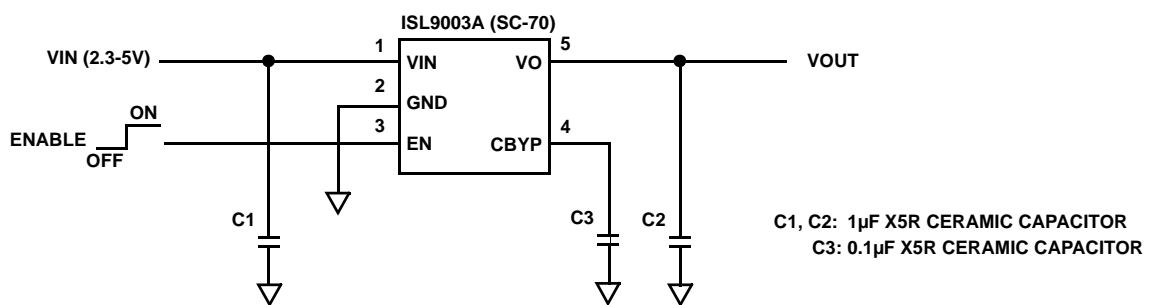 ISL9003A (SC-70)
VIN (2.3-5V)
1
VIN
VO
5
VOUT
2
GND
ON
ENABLE
OFF
3
EN
CBYP
4
C1
C3
C2
C1, C2: 1µF X5R CERAMIC CAPACITOR
C3: 0.1µF X5R CERAMIC CAPACITOR